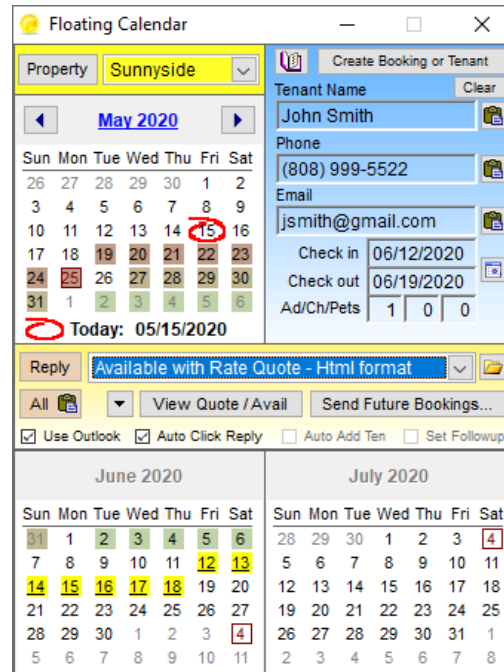 Floating Calendar
Property Sunnyside
Create Booking or Tenant
Tenant Name Clear
John Smith
Phone
(808) 999-5522
Email
jsmith@gmail.com
Check in 06/12/2020
Check out 06/19/2020
Ad/Ch/Pets 1 0 0
May 2020
Sun Mon Tue Wed Thu Fri Sat
26 27 28 29 30 1 2
3 4 5 6 7 8 9
10 11 12 13 14 15 16
17 18 19 20 21 22 23
24 25 26 27 28 29 30
31 1 2 3 4 5 6
Today: 05/15/2020
Reply Available with Rate Quote - Html format
All View Quote / Avail Send Future Bookings...
Use Outlook Auto Click Reply Auto Add Ten Set Followup
June 2020
Sun Mon Tue Wed Thu Fri Sat
31 1 2 3 4 5 6
7 8 9 10 11 12 13
14 15 16 17 18 19 20
21 22 23 24 25 26 27
28 29 30 1 2 3 4
5 6 7 8 9 10 11
July 2020
Sun Mon Tue Wed Thu Fri Sat
28 29 30 1 2 3 4
5 6 7 8 9 10 11
12 13 14 15 16 17 18
19 20 21 22 23 24 25
26 27 28 29 30 31 1
2 3 4 5 6 7 8